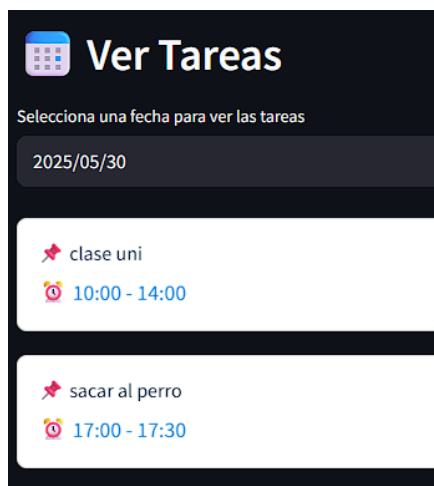 Ver Tareas
Selecciona una fecha para ver las tareas
2025/05/30
clase uni
10:00 - 14:00
sacar al perro
17:00 - 17:30